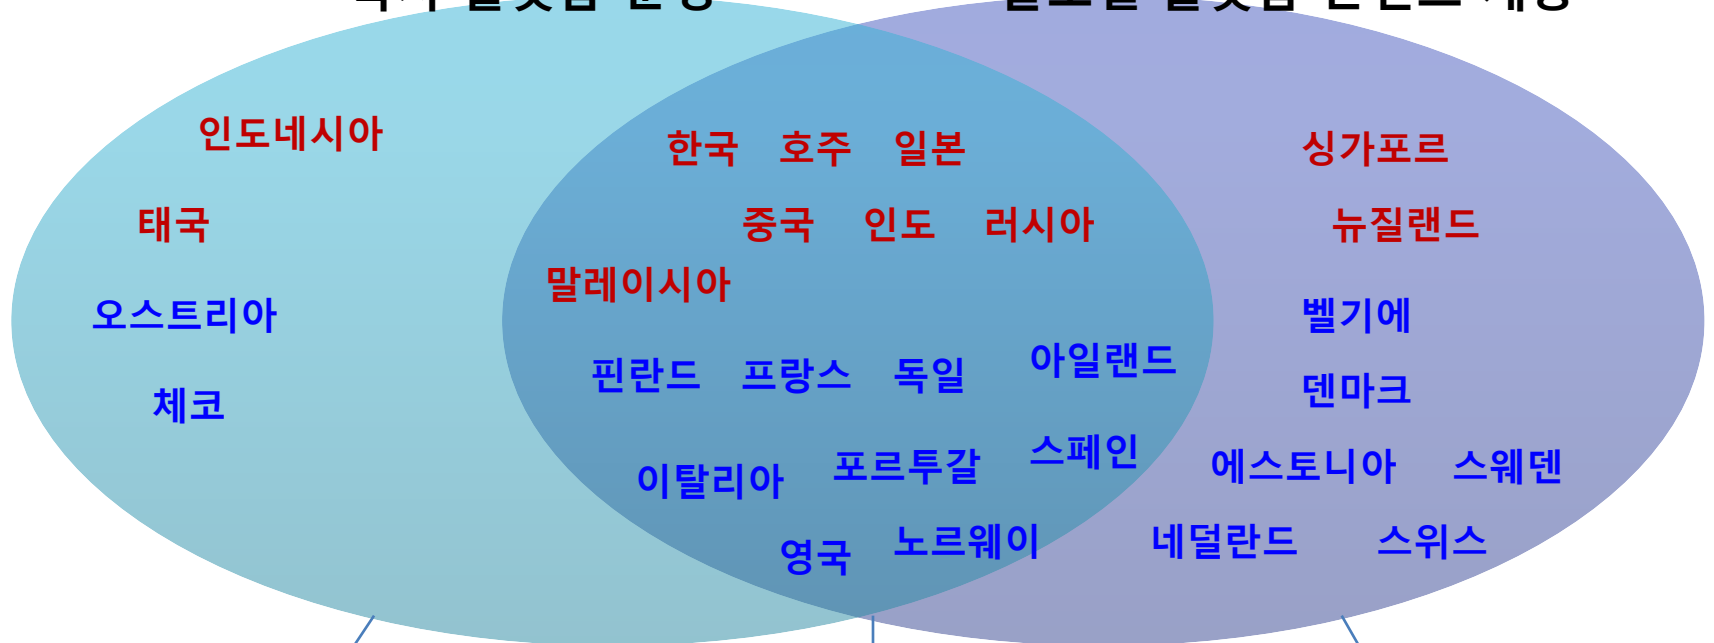 인도네시아
태국
오스트리아
체코
한국 호주 일본
중국 인도 러시아
말레이시아
핀란드 프랑스 독일 아일랜드
이탈리아 포르투갈 스페인
영국 노르웨이
싱가포르
뉴질랜드
벨기에
덴마크
에스토니아 스웨덴
네덜란드 스위스